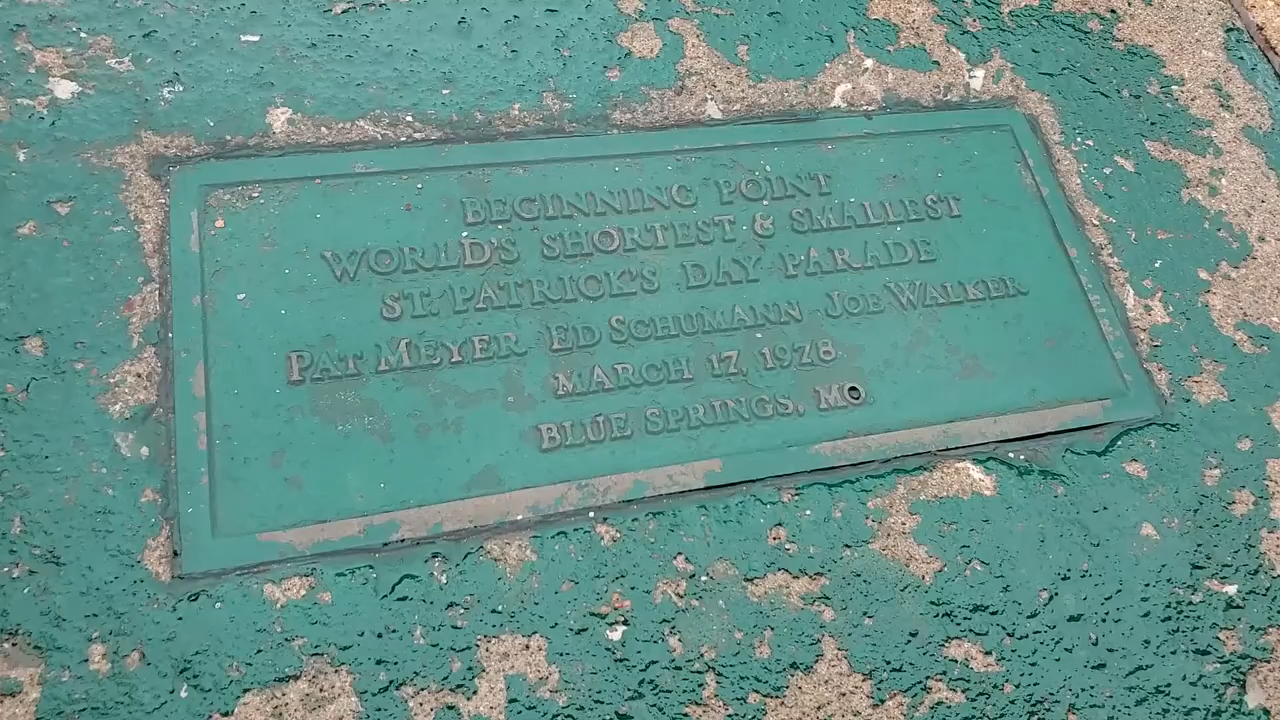 BEGINNING POINT
WORLD'S SHORTEST & SMALLEST
ST. PATRICK'S DAY PARADE
PAT MEYER ED SCHUMANN JOE WALKER
MARCH 17, 1978
BLUE SPRINGS, MO.